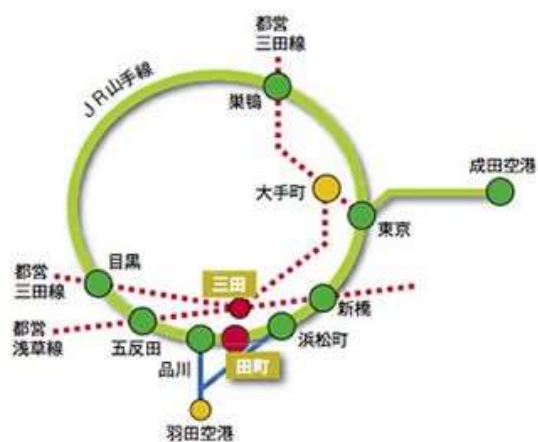 都営
三田線
JR山手線
巣鴨
大手町
成田空港
東京
目黒
都営
三田線
三田
新橋
都営
浅草線
五反田
浜松町
品川
田町
羽田空港